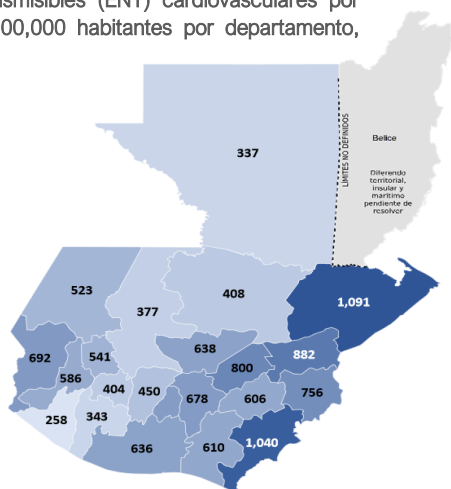 smisibles (ENT) cardiovasculares por
00,000 habitantes por departamento,
337
LÍMITES NO DEFINIDOS
Belice
Diferendo
territorial,
insular y
marítimo
pendiente de
resolver
523
377
408
1,091
692
541
638
882
586
800
404
450
756
678
606
258
343
636
610
1,040